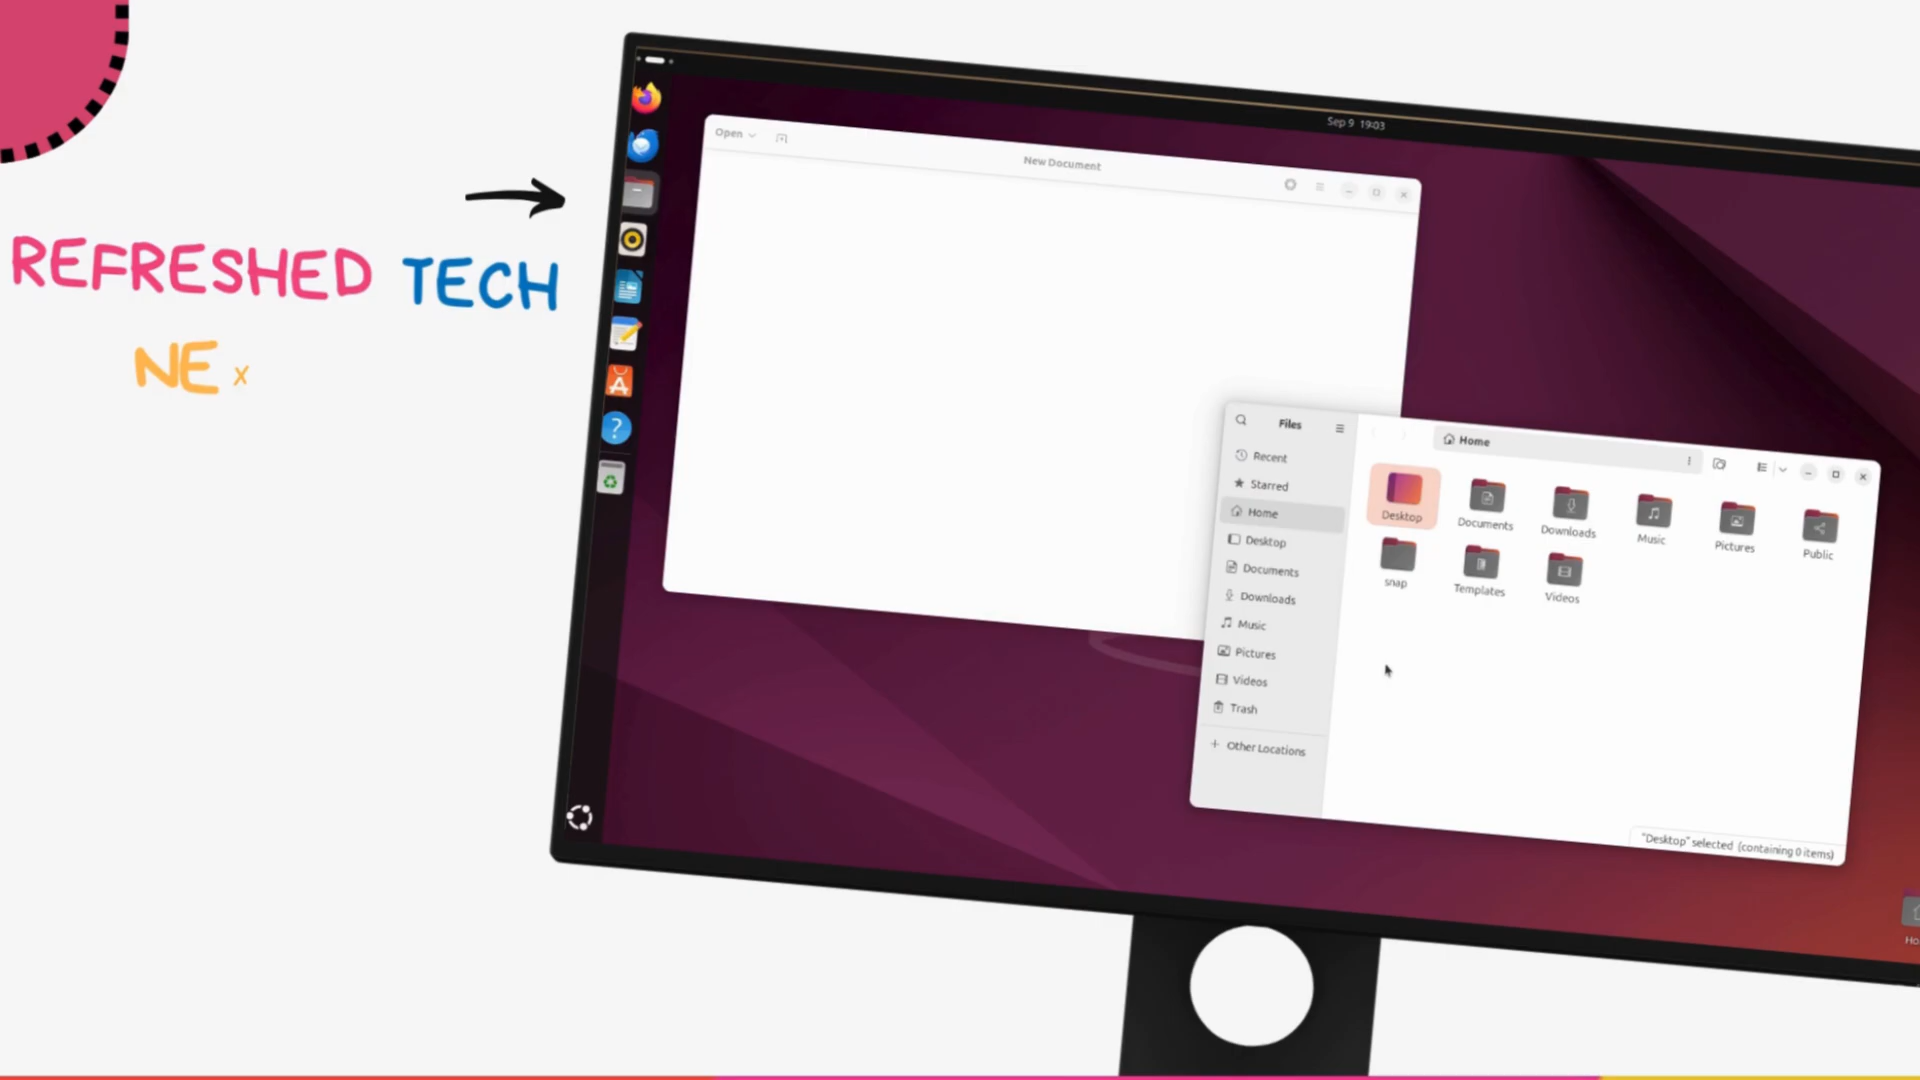 REFRESHED TECH
NE x
Sep 9 19:03
Open
New Document
Files
Home
Recent
Starred
Home
Desktop
Documents
Downloads
Music
Pictures
Videos
Trash
Other Locations
Desktop
Documents
Downloads
Music
Pictures
Public
snap
Templates
Videos
"Desktop" selected (containing 0 items)
Ho